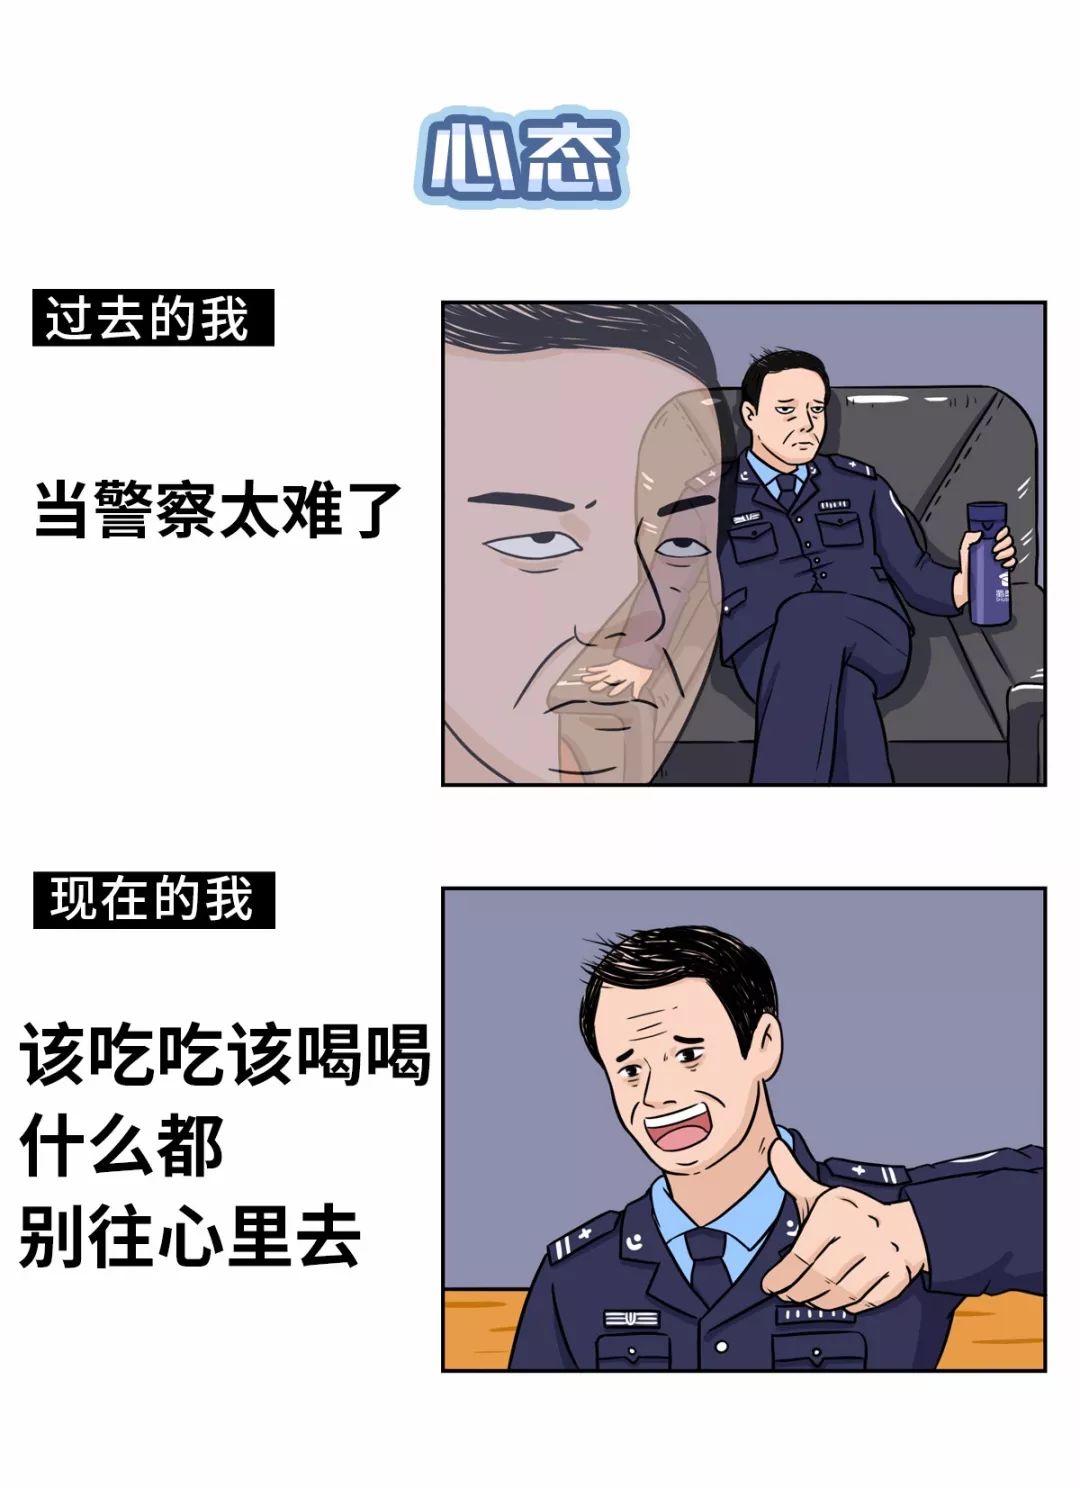 心态
过去的我
当警察太难了
现在的我
该吃吃该喝喝
什么都
别往心里去